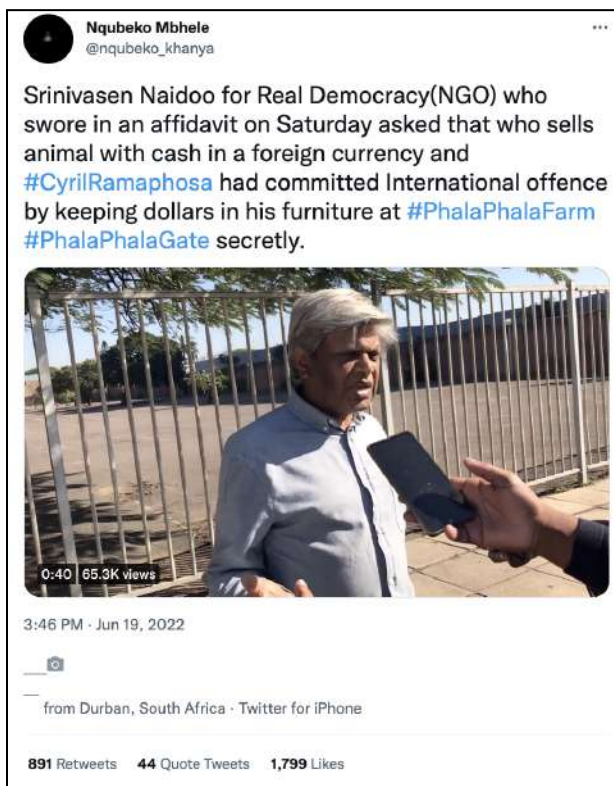 Nqubeko Mbhele
@nqubeko_khanya
Srinivasen Naidoo for Real Democracy(NGO) who
swore in an affidavit on Saturday asked that who sells
animal with cash in a foreign currency and
#CyrilRamaphosa had committed International offence
by keeping dollars in his furniture at #PhalaPhalaFarm
#PhalaPhalaGate secretly.
0:40 65.3K views
3:46 PM · Jun 19, 2022
from Durban, South Africa · Twitter for iPhone
891 Retweets 44 Quote Tweets 1,799 Likes